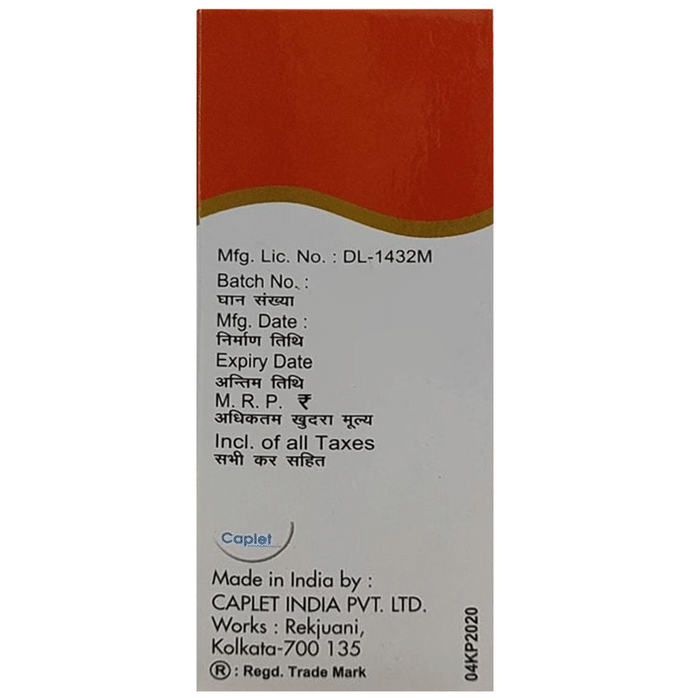 Mfg. Lic. No. : DL-1432M
Batch No. :
घान संख्या
Mfg. Date :
निर्माण तिथि
Expiry Date
अन्तिम तिथि
M. R. P. ₹
अधिकतम खुदरा मूल्य
Incl. of all Taxes
सभी कर सहित
Caplet
Made in India by :
CAPLET INDIA PVT. LTD.
Works : Rekjuani,
Kolkata-700 135
® : Regd. Trade Mark
04KP2020